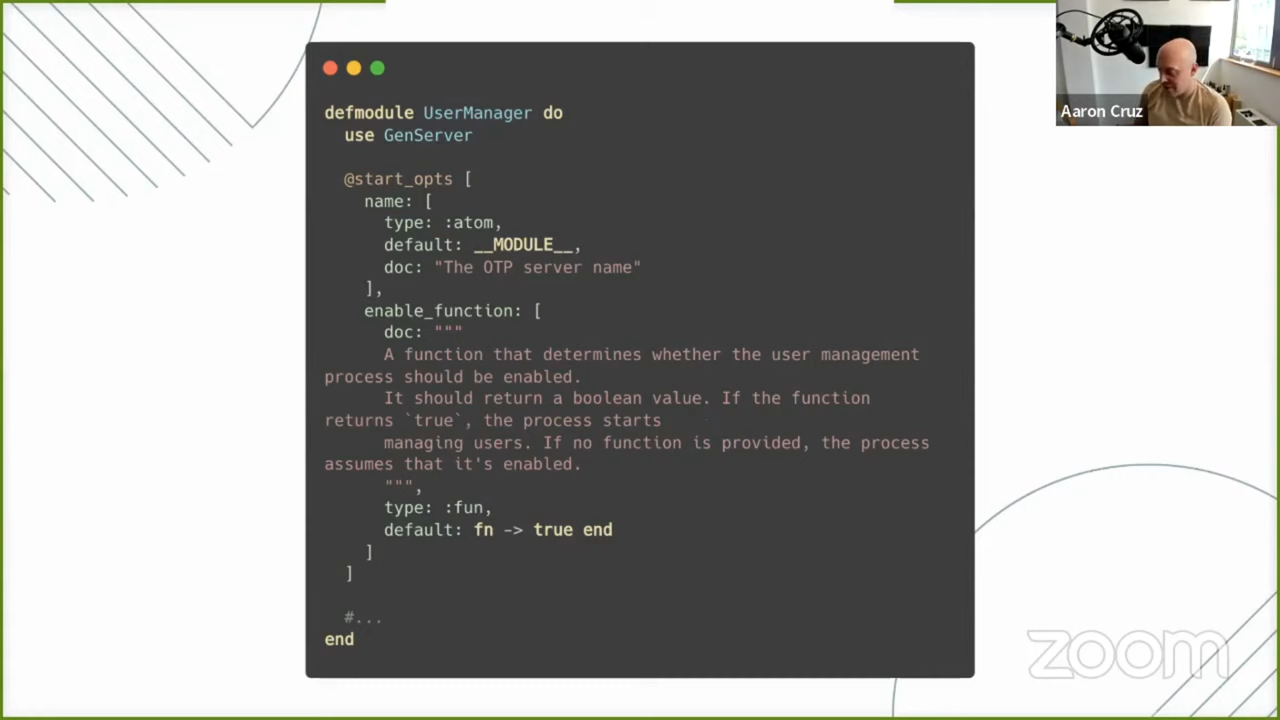 defmodule UserManager do
  use GenServer

  @start_opts [
    name: [
      type: :atom,
      default: __MODULE__,
      doc: "The OTP server name"
    ],
    enable_function: [
      doc: """
      A function that determines whether the user management
process should be enabled.
      It should return a boolean value. If the function
returns `true`, the process starts
      managing users. If no function is provided, the process
assumes that it's enabled.
      """,
      type: :fun,
      default: fn -> true end
    ]
  ]

  #...
end
Aaron Cruz
zoom